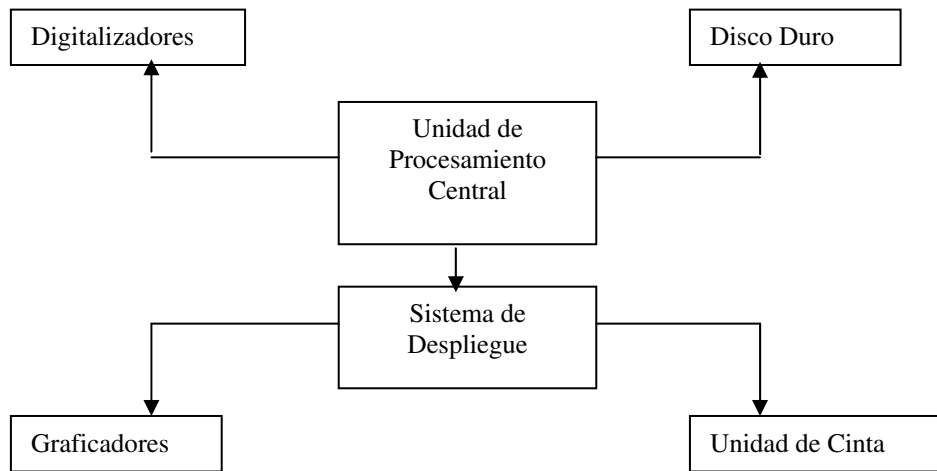 Digitalizadores
Disco Duro
Unidad de
Procesamiento
Central
Sistema de
Despliegue
Graficadores
Unidad de Cinta